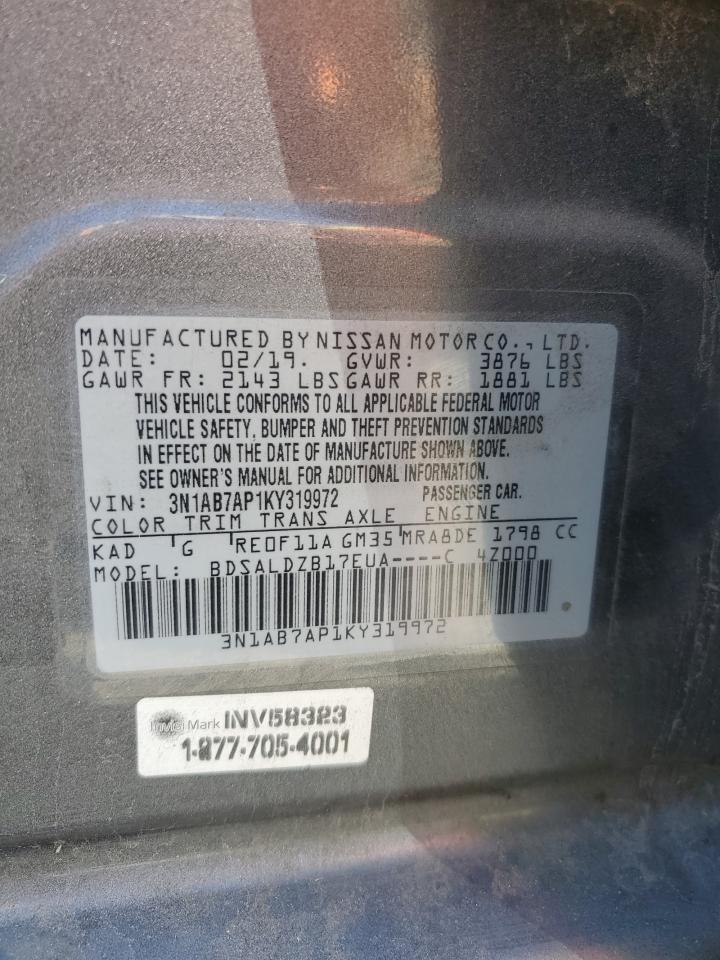 MANUFACTURED BY NISSAN MOTOR CO., LTD.
DATE: 02/19. GVWR: 3876 LBS
GAWR FR: 2143 LBS GAWR RR: 1881 LBS
THIS VEHICLE CONFORMS TO ALL APPLICABLE FEDERAL MOTOR
VEHICLE SAFETY, BUMPER AND THEFT PREVENTION STANDARDS
IN EFFECT ON THE DATE OF MANUFACTURE SHOWN ABOVE.
SEE OWNER'S MANUAL FOR ADDITIONAL INFORMATION.
VIN: 3N1AB7AP1KY319972 PASSENGER CAR.
COLOR TRIM TRANS AXLE ENGINE
KAD G RE0F11A GM35 MRA8DE 1798 CC
MODEL: BDSALDZB17EUA----C 4Z000
3N1AB7AP1KY319972
InVisi Mark INV58323
1-877-705-4001